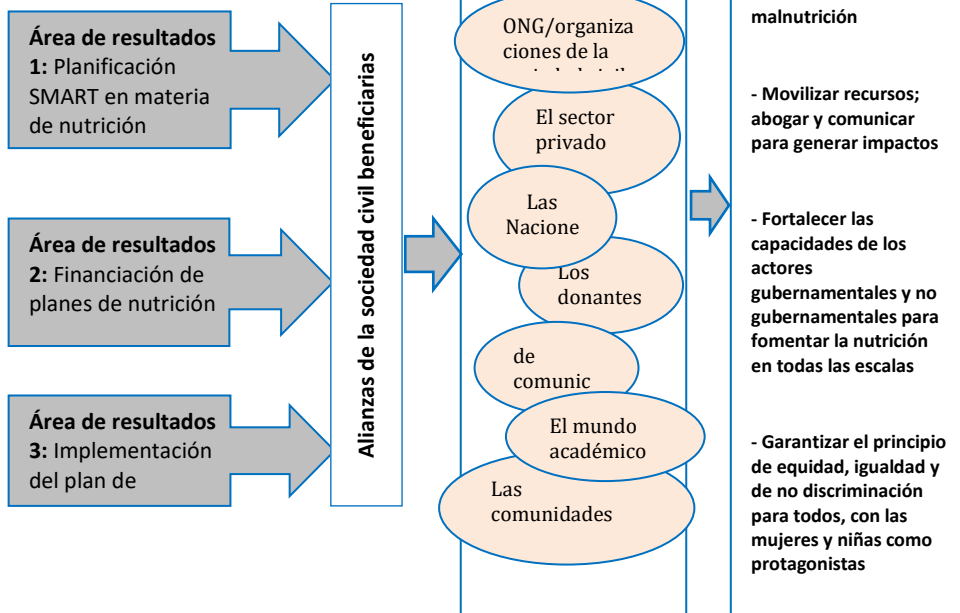 Área de resultados
1: Planificación
SMART en materia
de nutrición
Área de resultados
2: Financiación de
planes de nutrición
Área de resultados
3: Implementación
del plan de
Alianzas de la sociedad civil beneficiarias
ONG/organiza
ciones de la
El sector
privado
Las
Nacione
Los
donantes
de
comunic
El mundo
académico
Las
comunidades
malnutrición
- Movilizar recursos;
abogar y comunicar
para generar impactos
- Fortalecer las
capacidades de los
actores
gubernamentales y no
gubernamentales para
fomentar la nutrición
en todas las escalas
- Garantizar el principio
de equidad, igualdad y
de no discriminación
para todos, con las
mujeres y niñas como
protagonistas